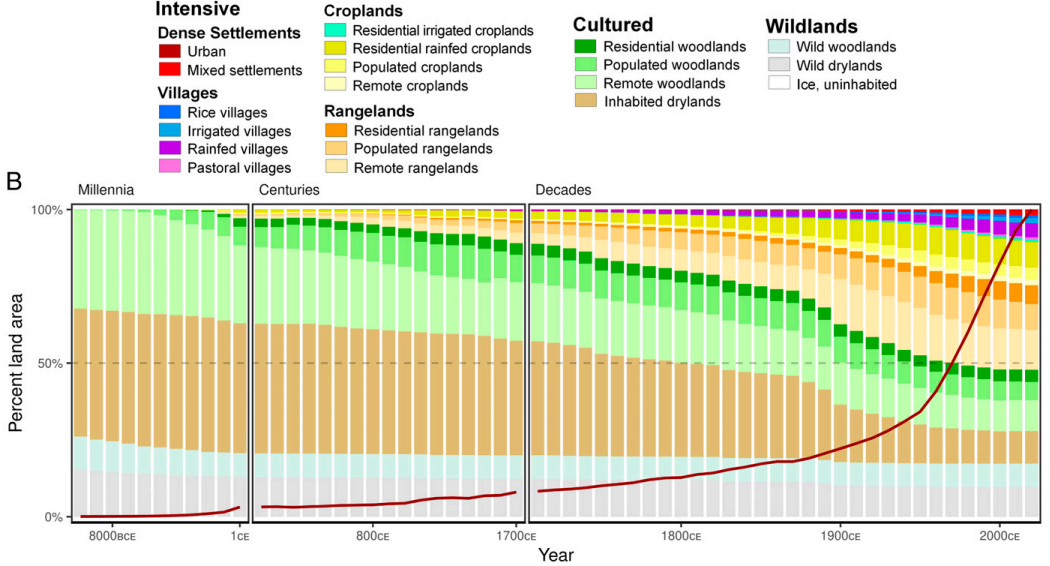 Intensive
Dense Settlements
Urban
Mixed settlements
Villages
Rice villages
Irrigated villages
Rainfed villages
Pastoral villages
Croplands
Residential irrigated croplands
Residential rainfed croplands
Populated croplands
Remote croplands
Rangelands
Residential rangelands
Populated rangelands
Remote rangelands
Cultured
Residential woodlands
Populated woodlands
Remote woodlands
Inhabited drylands
Wildlands
Wild woodlands
Wild drylands
Ice, uninhabited
B
Millennia
Centuries
Decades
Percent land area
100%
50%
0%
8000BCE
1CE
800CE
1700CE
1800CE
1900CE
2000CE
Year